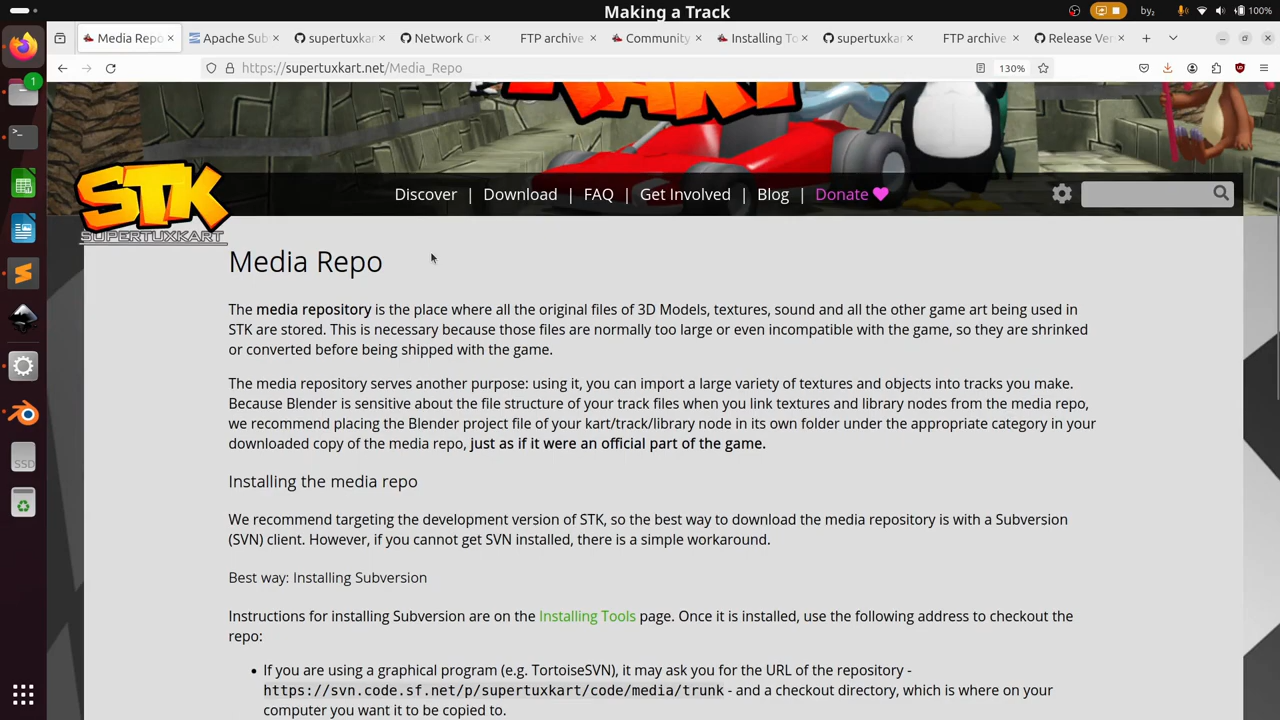 Making a Track
by₂
100%
Media Repo
Apache Sub
supertuxkar
Network Gr
FTP archive
Community
Installing To
supertuxkar
FTP archive
Release Ver
https://supertuxkart.net/Media_Repo
130%
1
KART
STK
SUPERTUXKART
Discover | Download | FAQ | Get Involved | Blog | Donate
Media Repo
The media repository is the place where all the original files of 3D Models, textures, sound and all the other game art being used in
STK are stored. This is necessary because those files are normally too large or even incompatible with the game, so they are shrinked
or converted before being shipped with the game.
The media repository serves another purpose: using it, you can import a large variety of textures and objects into tracks you make.
Because Blender is sensitive about the file structure of your track files when you link textures and library nodes from the media repo,
we recommend placing the Blender project file of your kart/track/library node in its own folder under the appropriate category in your
downloaded copy of the media repo, just as if it were an official part of the game.
Installing the media repo
We recommend targeting the development version of STK, so the best way to download the media repository is with a Subversion
(SVN) client. However, if you cannot get SVN installed, there is a simple workaround.
Best way: Installing Subversion
Instructions for installing Subversion are on the Installing Tools page. Once it is installed, use the following address to checkout the
repo:
• If you are using a graphical program (e.g. TortoiseSVN), it may ask you for the URL of the repository -
https://svn.code.sf.net/p/supertuxkart/code/media/trunk - and a checkout directory, which is where on your
computer you want it to be copied to.
SSD